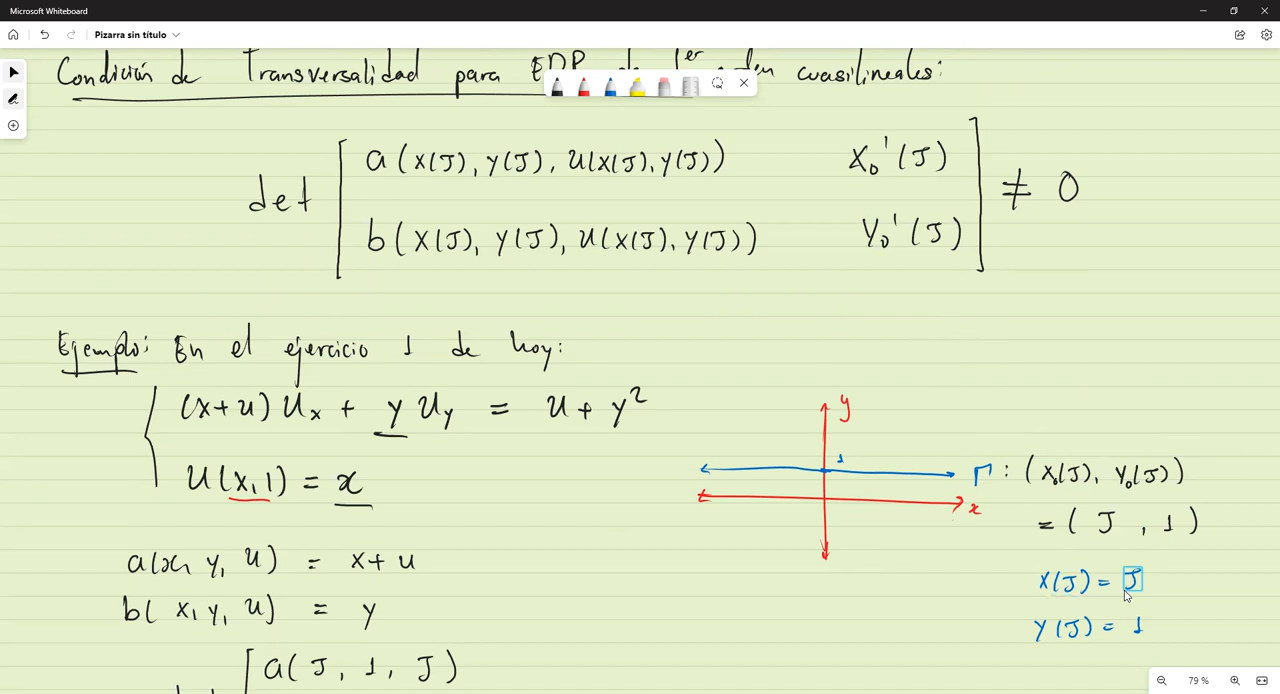 Microsoft Whiteboard
Pizarra sin título
Condición de Transversalidad para EDP de 1er orden cuasilineales:
det [ a(X(J), Y(J), U(X(J), Y(J)) X₀'(J)
b(X(J), Y(J), U(X(J), Y(J)) Y₀'(J) ] ≠ 0
Ejemplo: En el ejercicio 1 de hoy:
(x+u) Ux + y Uy = u + y²
U(x,1) = x
y
1
x
Γ : (X₀(J), Y₀(J))
= ( J , 1 )
a(x, y, u) = x+u
b( x, y, u) = y
X(J) = J
Y(J) = 1
[ a( J, 1, J)
79 %